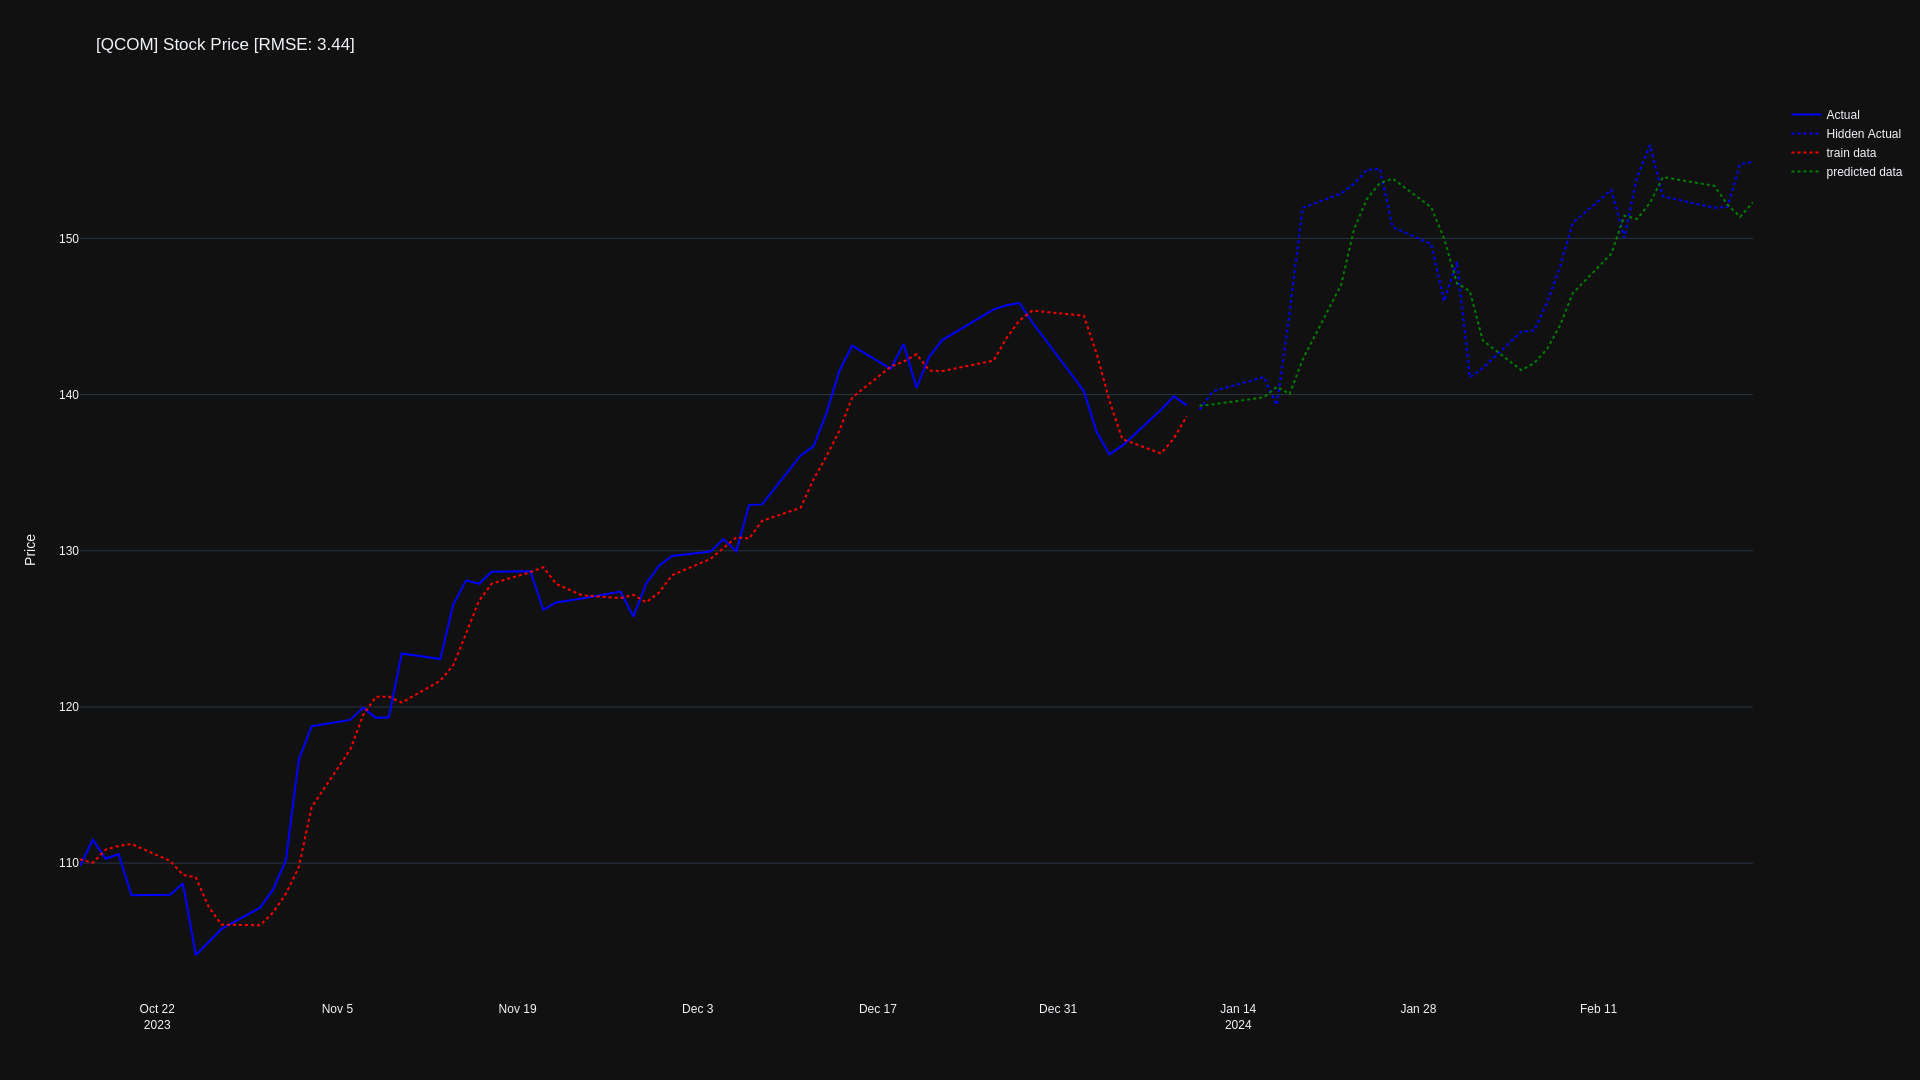 [QCOM] Stock Price [RMSE: 3.44]
Actual
Hidden Actual
train data
predicted data
150
140
130
120
110
Price
Oct 22
2023
Nov 5
Nov 19
Dec 3
Dec 17
Dec 31
Jan 14
2024
Jan 28
Feb 11